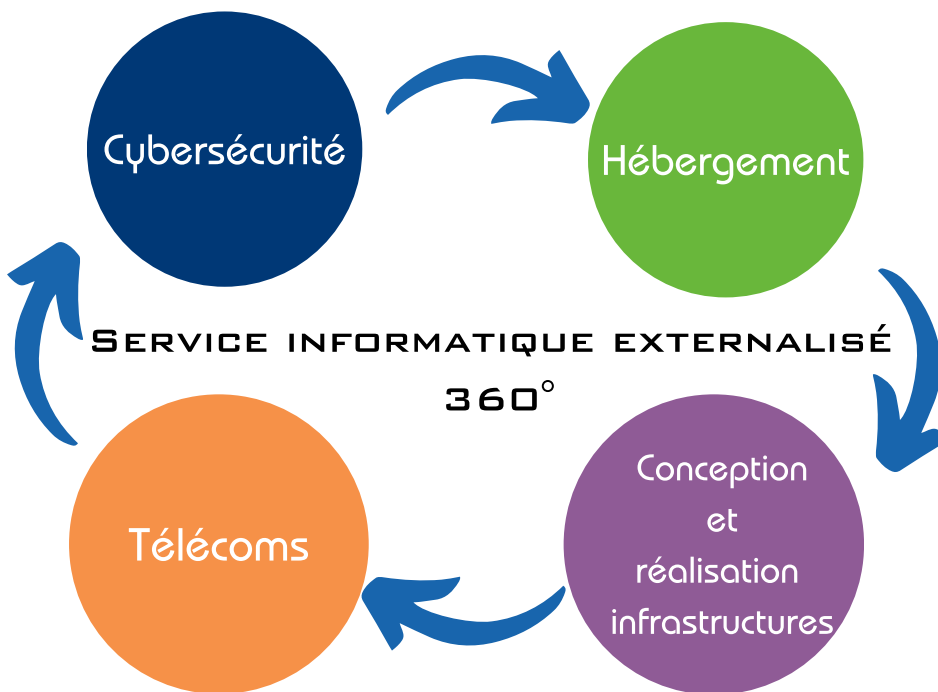 Cybersécurité
Hébergement
Service informatique externalisé
360°
Télécoms
Conception
et
réalisation
infrastructures